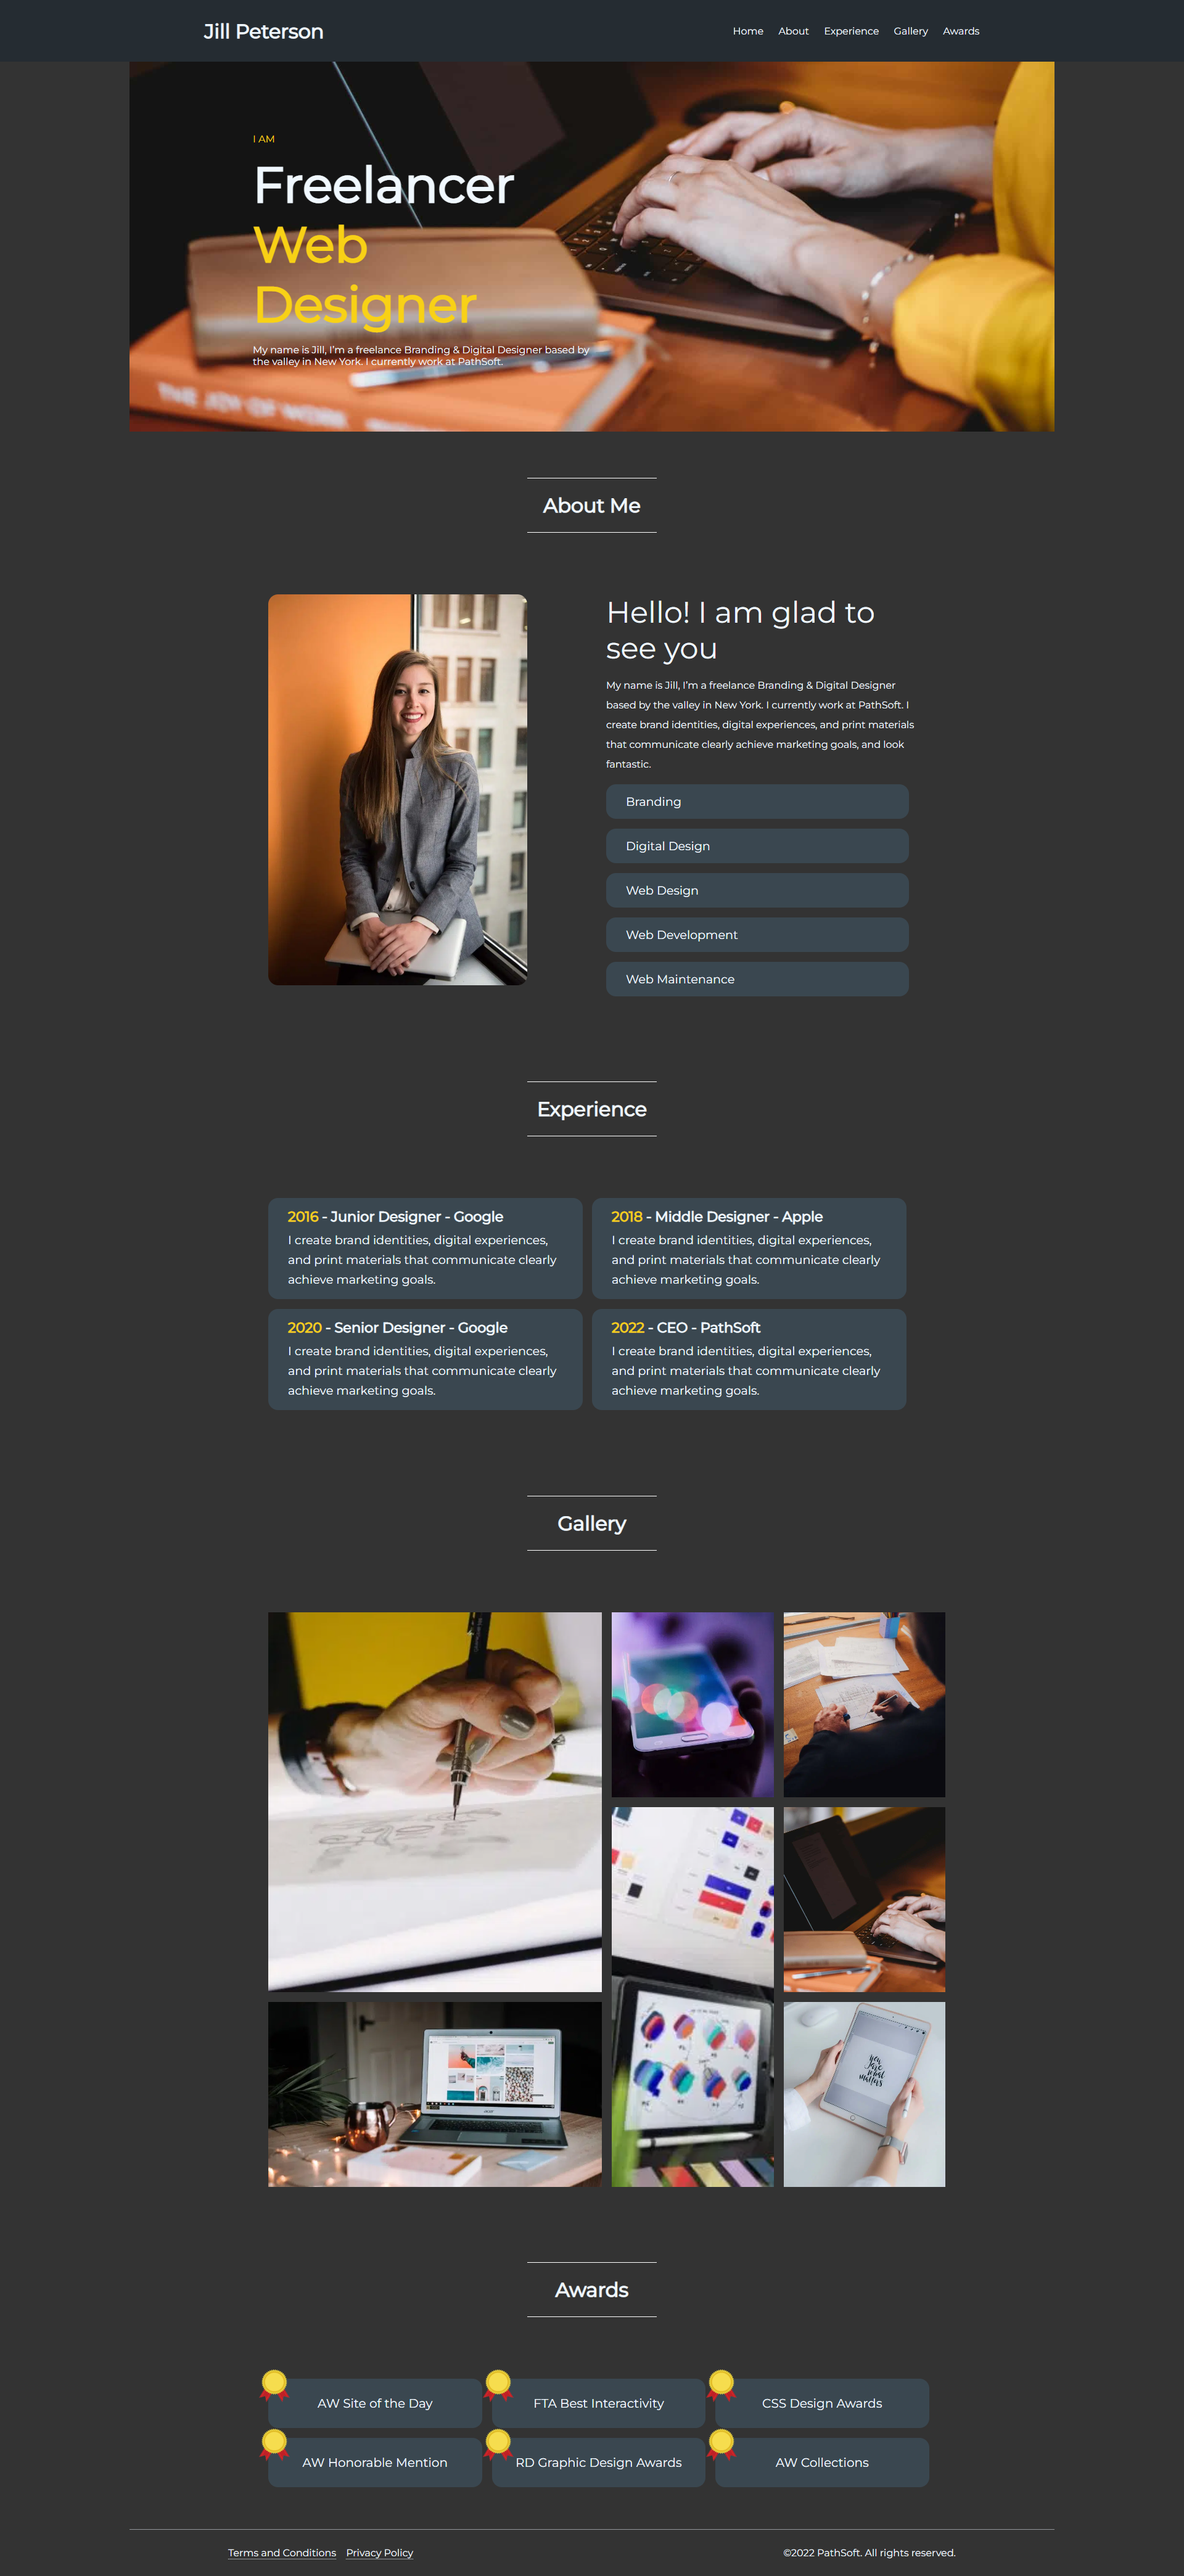 Jill Peterson
Home About Experience Gallery Awards
I AM
Freelancer
Web
Designer
My name is Jill, I'm a freelance Branding & Digital Designer based by
the valley in New York. I currently work at PathSoft.
THE JOY OF WORK
About Me
Hello! I am glad to
see you
My name is Jill, I'm a freelance Branding & Digital Designer
based by the valley in New York. I currently work at PathSoft. I
create brand identities, digital experiences, and print materials
that communicate clearly achieve marketing goals, and look
fantastic.
Branding
Digital Design
Web Design
Web Development
Web Maintenance
Experience
2016 - Junior Designer - Google
I create brand identities, digital experiences,
and print materials that communicate clearly
achieve marketing goals.
2018 - Middle Designer - Apple
I create brand identities, digital experiences,
and print materials that communicate clearly
achieve marketing goals.
2020 - Senior Designer - Google
I create brand identities, digital experiences,
and print materials that communicate clearly
achieve marketing goals.
2022 - CEO - PathSoft
I create brand identities, digital experiences,
and print materials that communicate clearly
achieve marketing goals.
Gallery
acer
you
are
what
matters
Awards
AW Site of the Day
FTA Best Interactivity
CSS Design Awards
AW Honorable Mention
RD Graphic Design Awards
AW Collections
Terms and Conditions Privacy Policy
©2022 PathSoft. All rights reserved.